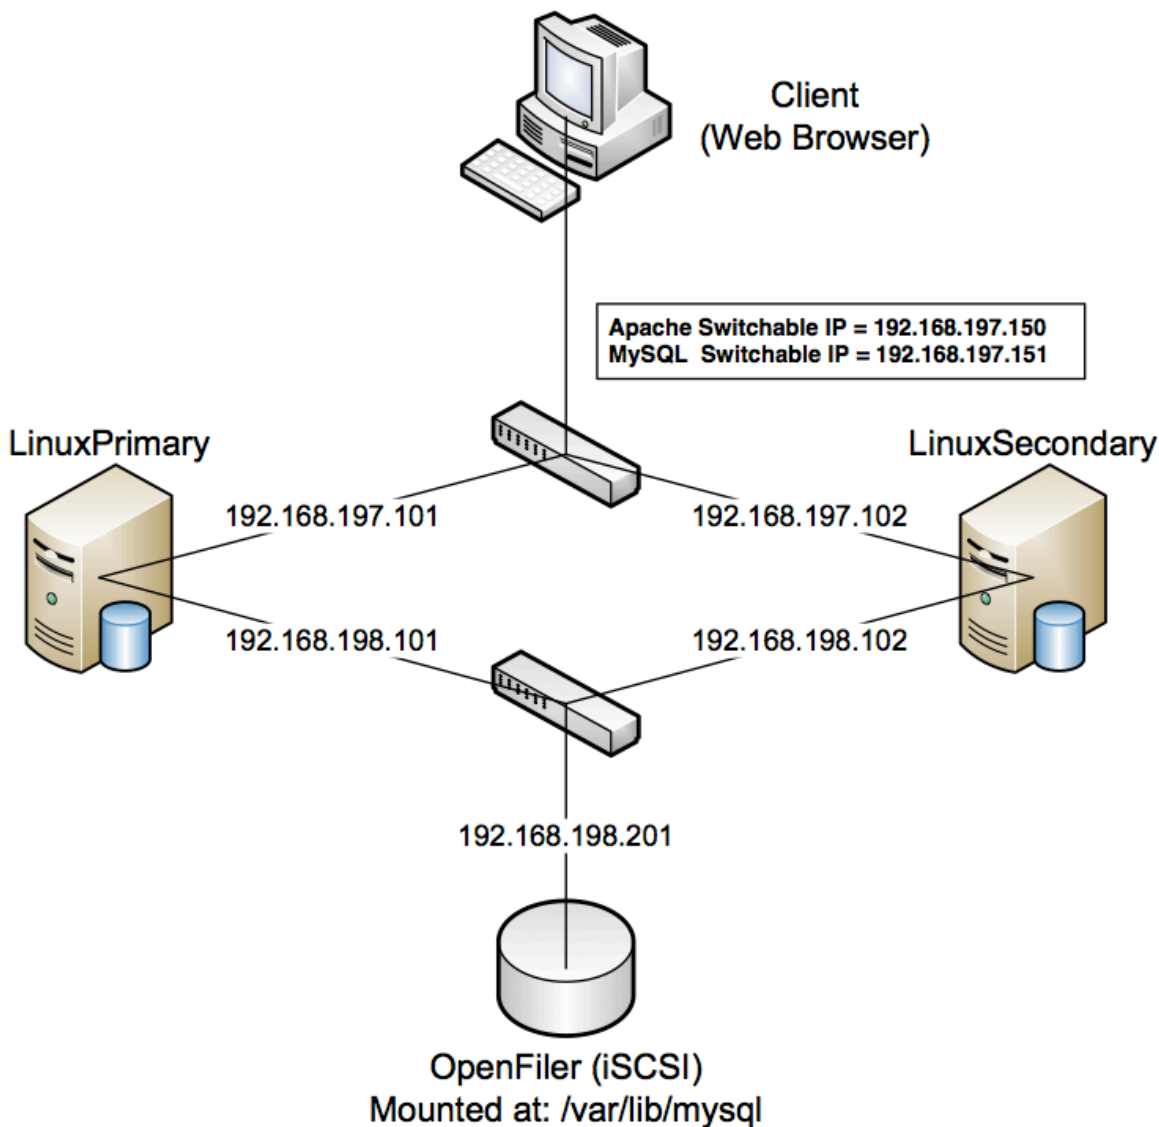 Client
(Web Browser)
Apache Switchable IP = 192.168.197.150
MySQL  Switchable IP = 192.168.197.151
LinuxPrimary
LinuxSecondary
192.168.197.101
192.168.197.102
192.168.198.101
192.168.198.102
192.168.198.201
OpenFiler (iSCSI)
Mounted at: /var/lib/mysql